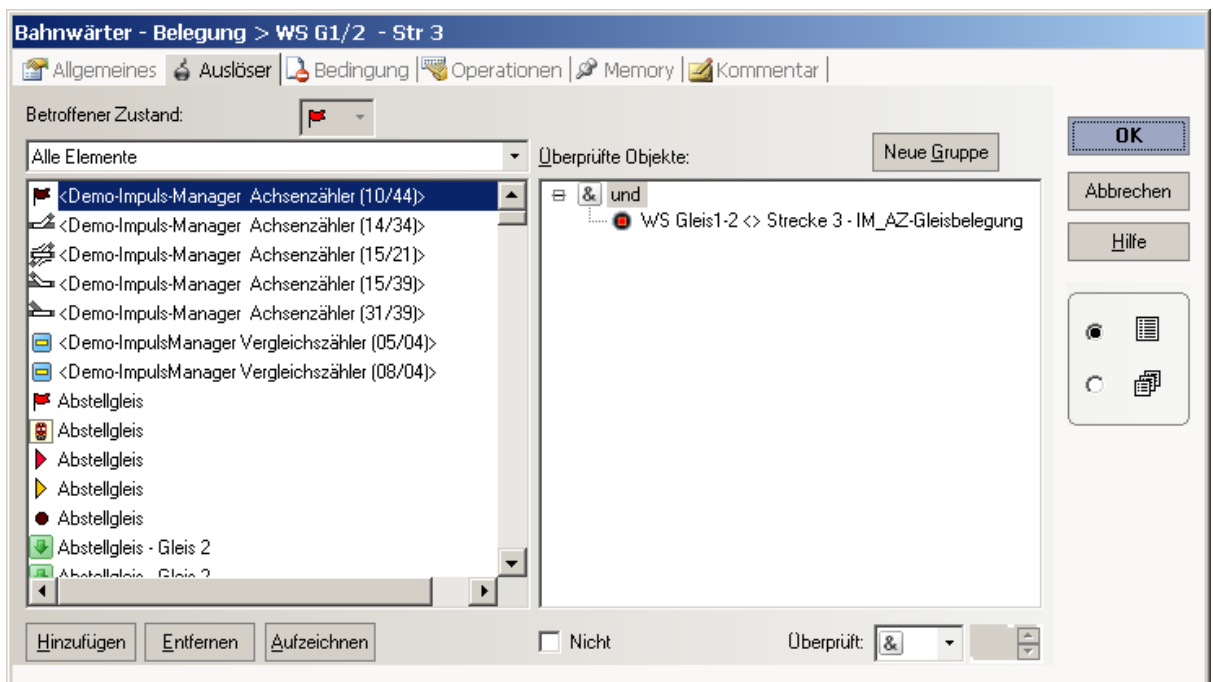 Bahnwärter - Belegung > WS G1/2 - Str 3
Allgemeines Auslöser Bedingung Operationen Memory Kommentar
Betroffener Zustand:
Alle Elemente
Überprüfte Objekte:
Neue Gruppe
OK
Abbrechen
Hilfe
<Demo-Impuls-Manager Achsenzähler (10/44)>
<Demo-Impuls-Manager Achsenzähler (14/34)>
<Demo-Impuls-Manager Achsenzähler (15/21)>
<Demo-Impuls-Manager Achsenzähler (15/39)>
<Demo-Impuls-Manager Achsenzähler (31/39)>
<Demo-ImpulsManager Vergleichszähler (05/04)>
<Demo-ImpulsManager Vergleichszähler (08/04)>
Abstellgleis
Abstellgleis
Abstellgleis
Abstellgleis
Abstellgleis
Abstellgleis - Gleis 2
Abstellgleis - Gleis 2
& und
WS Gleis1-2 <> Strecke 3 - IM_AZ-Gleisbelegung
Hinzufügen Entfernen Aufzeichnen
Nicht
Überprüft: &